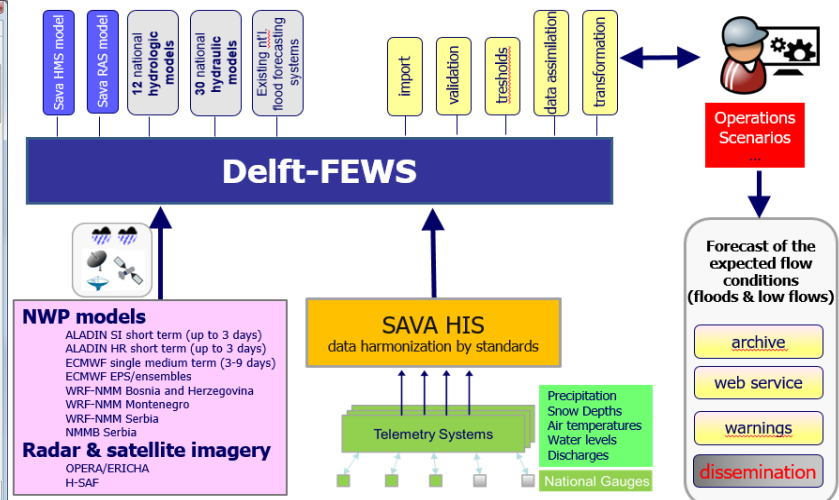 Sava HMS model
Sava RAS model
12 national
hydrologic
models
30 national
hydraulic
models
Existing nt'l
flood forecasting
systems
import
validation
tresholds
data assimilation
transformation
Operations
Scenarios
...
Delft-FEWS
NWP models
ALADIN SI short term (up to 3 days)
ALADIN HR short term (up to 3 days)
ECMWF single medium term (3-9 days)
ECMWF EPS/ensembles
WRF-NMM Bosnia and Herzegovina
WRF-NMM Montenegro
WRF-NMM Serbia
NMMB Serbia
Radar & satellite imagery
OPERA/ERICHA
H-SAF
SAVA HIS
data harmonization by standards
Telemetry Systems
Precipitation
Snow Depths
Air temperatures
Water levels
Discharges
National Gauges
Forecast of the
expected flow
conditions
(floods & low flows)
archive
web service
warnings
dissemination